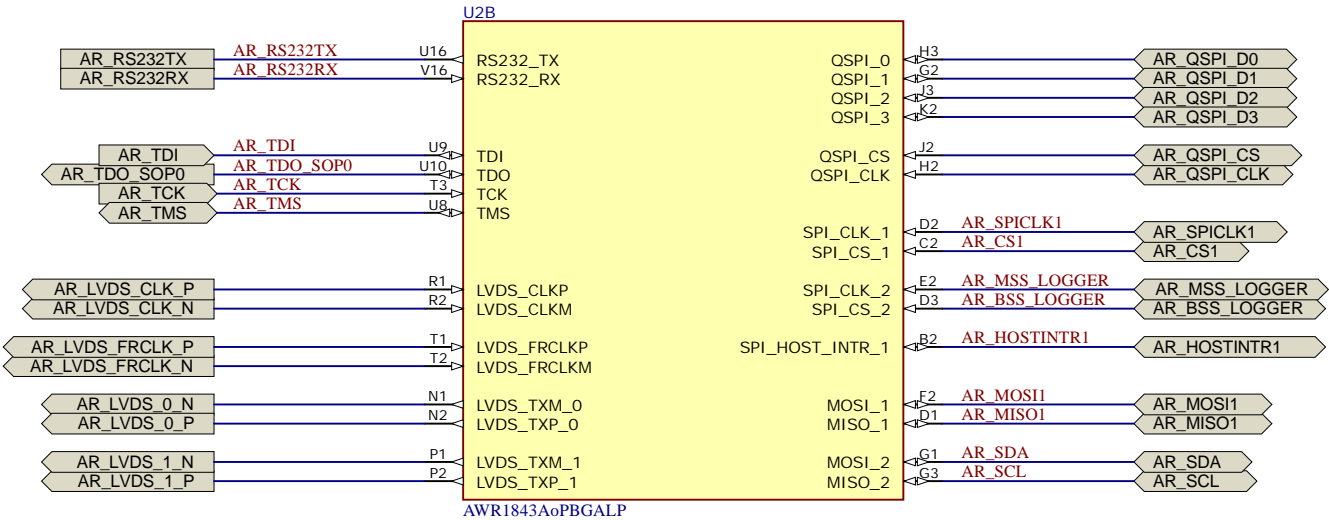 U2B
AR_RS232TX AR_RS232TX U16 RS232_TX QSPI_0 H3 AR_QSPI_D0
AR_RS232RX AR_RS232RX V16 RS232_RX QSPI_1 G2 AR_QSPI_D1
QSPI_2 J3 AR_QSPI_D2
QSPI_3 K2 AR_QSPI_D3
AR_TDI AR_TDI U9 TDI QSPI_CS J2 AR_QSPI_CS
AR_TDO_SOP0 AR_TDO_SOP0 U10 TDO QSPI_CLK H2 AR_QSPI_CLK
AR_TCK AR_TCK T3 TCK
AR_TMS AR_TMS U8 TMS
SPI_CLK_1 D2 AR_SPICLK1 AR_SPICLK1
SPI_CS_1 C2 AR_CS1 AR_CS1
AR_LVDS_CLK_P R1 LVDS_CLKP SPI_CLK_2 E2 AR_MSS_LOGGER AR_MSS_LOGGER
AR_LVDS_CLK_N R2 LVDS_CLKM SPI_CS_2 D3 AR_BSS_LOGGER AR_BSS_LOGGER
AR_LVDS_FRCLK_P T1 LVDS_FRCLKP SPI_HOST_INTR_1 B2 AR_HOSTINTR1 AR_HOSTINTR1
AR_LVDS_FRCLK_N T2 LVDS_FRCLKM
AR_LVDS_0_N N1 LVDS_TXM_0 MOSI_1 F2 AR_MOSI1 AR_MOSI1
AR_LVDS_0_P N2 LVDS_TXP_0 MISO_1 D1 AR_MISO1 AR_MISO1
AR_LVDS_1_N P1 LVDS_TXM_1 MOSI_2 G1 AR_SDA AR_SDA
AR_LVDS_1_P P2 LVDS_TXP_1 MISO_2 G3 AR_SCL AR_SCL
AWR1843AoPBGALP